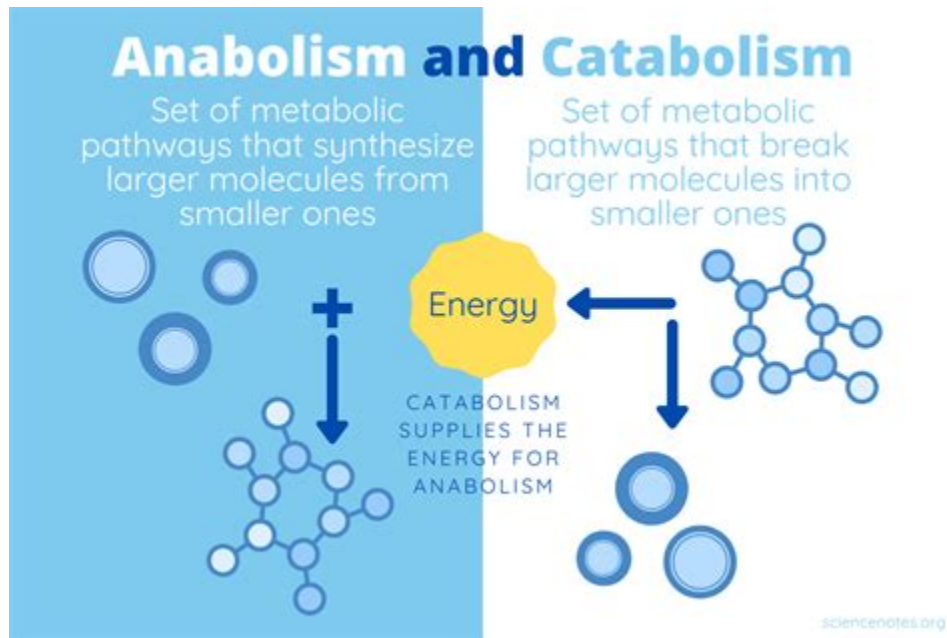 Anabolism and Catabolism
Set of metabolic
pathways that synthesize
larger molecules from
smaller ones
Set of metabolic
pathways that break
larger molecules into
smaller ones
+
Energy
CATABOLISM
SUPPLIES THE
ENERGY FOR
ANABOLISM
sciencenotes.org